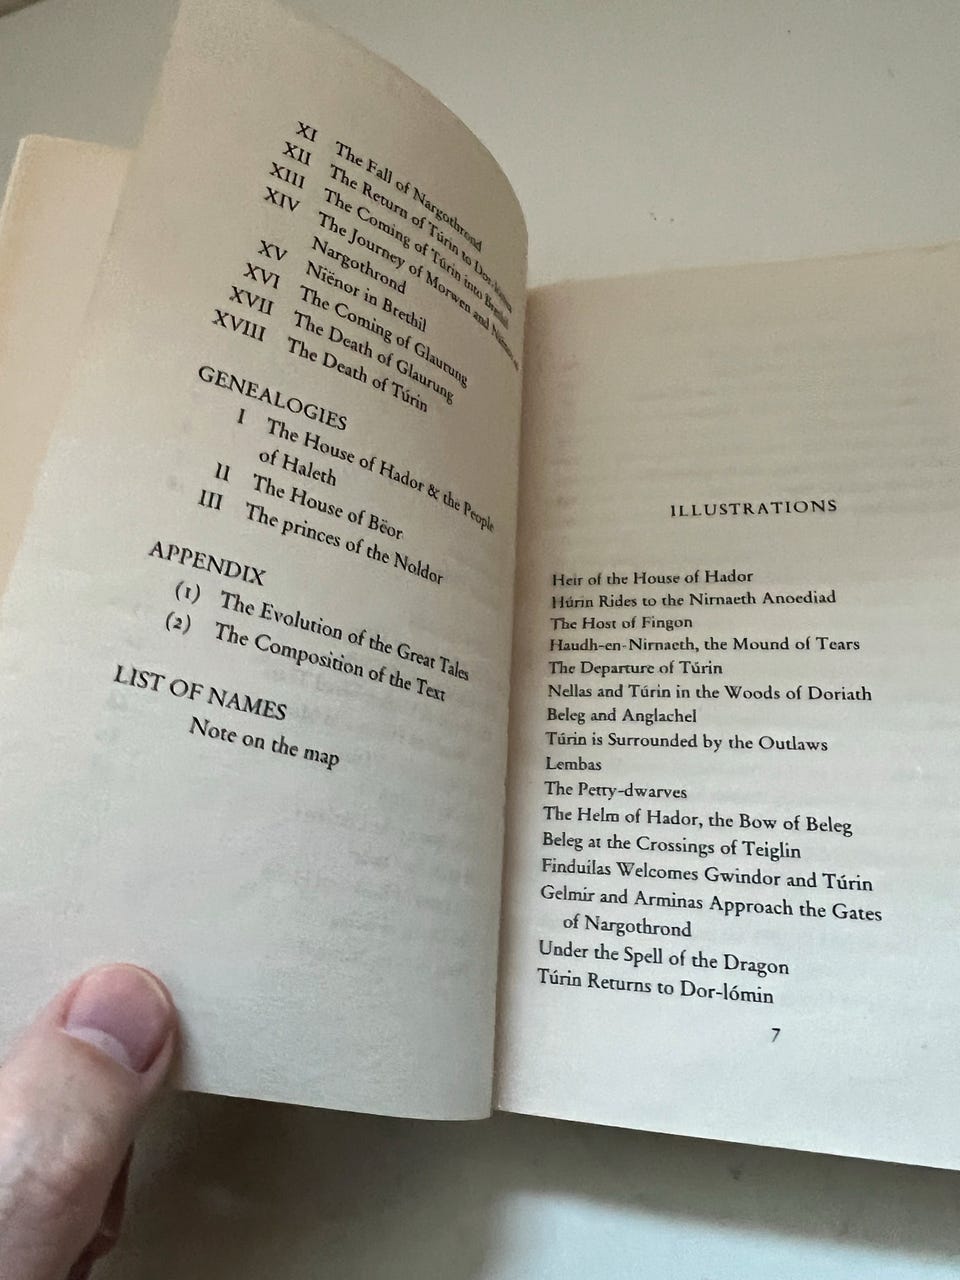 XI The Fall of Nargothrond
XII The Return of Túrin to Dor-lómin
XIII The Coming of Túrin into Brethil
XIV The Journey of Morwen and Niënor to
Nargothrond
XV Niënor in Brethil
XVI The Coming of Glaurung
XVII The Death of Glaurung
XVIII The Death of Túrin
GENEALOGIES
I The House of Hador & the People
of Haleth
II The House of Bëor
III The princes of the Noldor
APPENDIX
(1) The Evolution of the Great Tales
(2) The Composition of the Text
LIST OF NAMES
Note on the map
ILLUSTRATIONS
Heir of the House of Hador
Húrin Rides to the Nirnaeth Arnoediad
The Host of Fingon
Haudh-en-Nirnaeth, the Mound of Tears
The Departure of Túrin
Nellas and Túrin in the Woods of Doriath
Beleg and Anglachel
Túrin is Surrounded by the Outlaws
Lembas
The Petty-dwarves
The Helm of Hador, the Bow of Beleg
Beleg at the Crossings of Teiglin
Finduilas Welcomes Gwindor and Túrin
Gelmir and Arminas Approach the Gates
of Nargothrond
Under the Spell of the Dragon
Túrin Returns to Dor-lómin
7